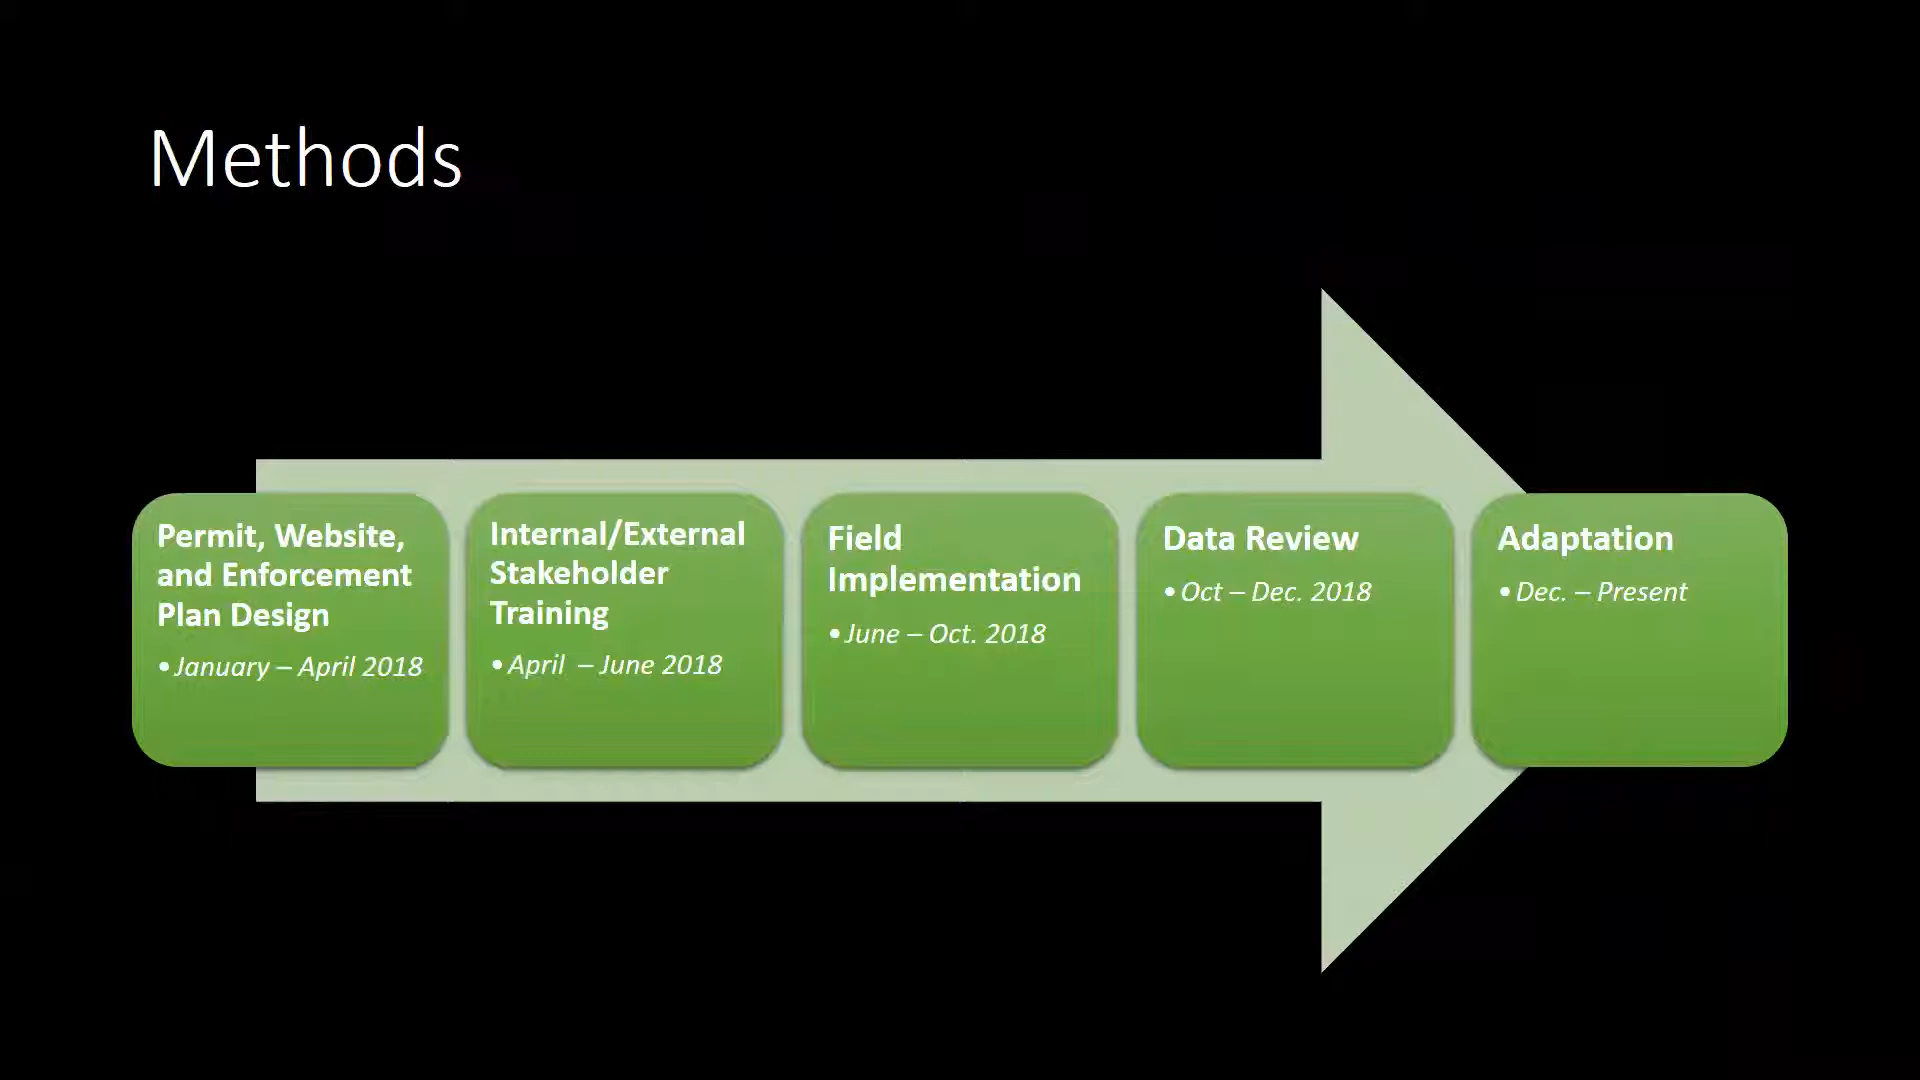 Methods
Permit, Website,
and Enforcement
Plan Design
•January – April 2018
Internal/External
Stakeholder
Training
•April – June 2018
Field
Implementation
•June – Oct. 2018
Data Review
•Oct – Dec. 2018
Adaptation
•Dec. – Present